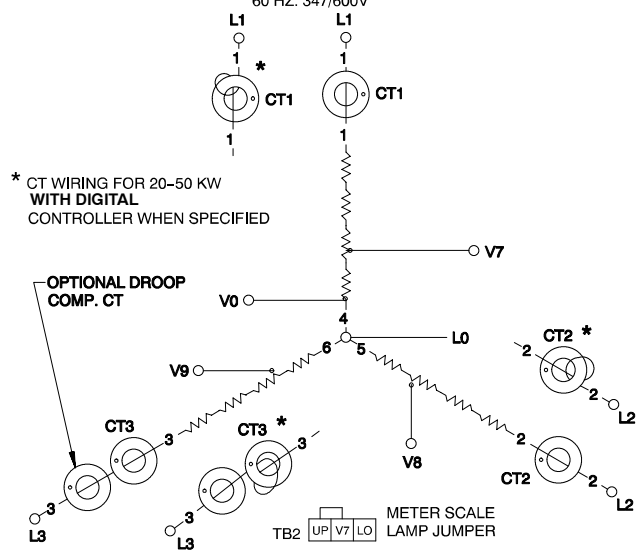 60 HZ. 347/600V
L1
L1
1
*
1
CT1
CT1
1
1
* CT WIRING FOR 20–50 KW
WITH DIGITAL
CONTROLLER WHEN SPECIFIED
V7
OPTIONAL DROOP
COMP. CT
V0
4
L0
6
5
CT2 *
2
V9
2
L2
CT3
3
CT3 *
3
2
V8
CT2
3
2
L2
L3
3
L3
TB2
UP V7 LO
METER SCALE
LAMP JUMPER